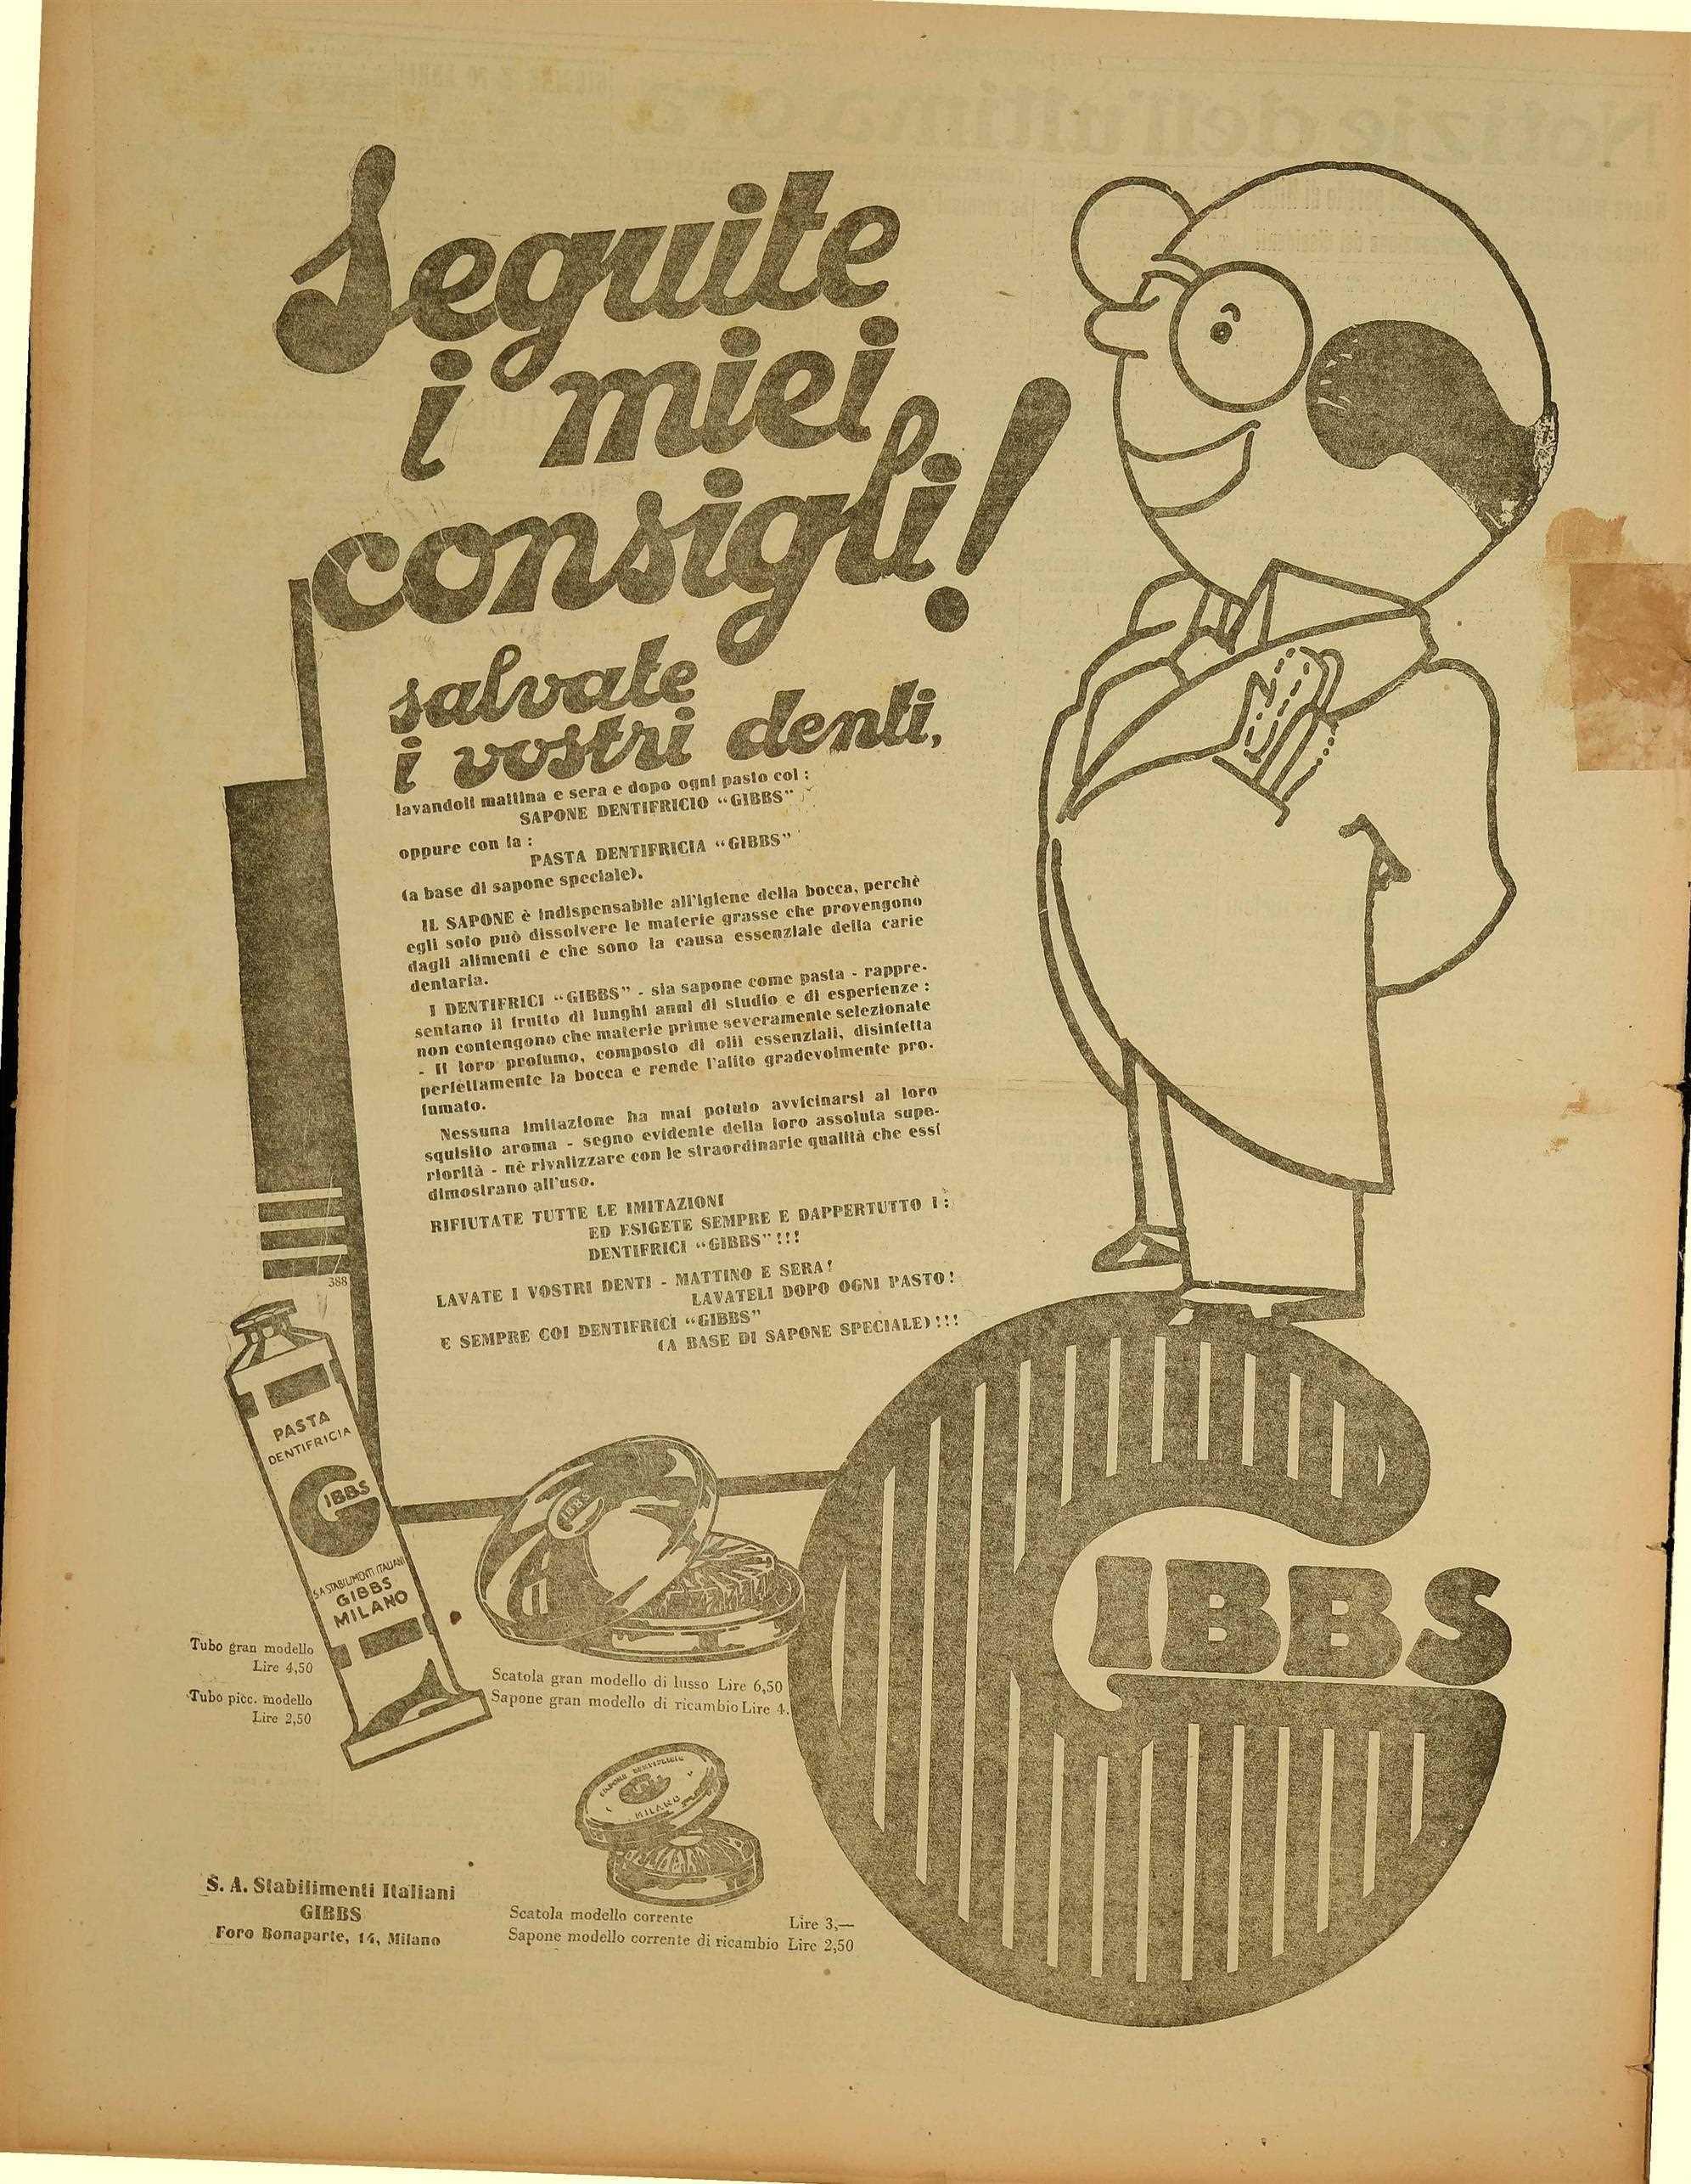 Seguite
i miei
consigli!
salvate
i vostri denti,
lavandoli mattina e sera e dopo ogni pasto col :
SAPONE DENTIFRICIO “GIBBS”
oppure con la :
PASTA DENTIFRICIA “GIBBS”
(a base di sapone speciale).
IL SAPONE è indispensabile all'igiene della bocca, perchè
egli solo può dissolvere le materie grasse che provengono
dagli alimenti e che sono la causa essenziale della carie
dentaria.
I DENTIFRICI “GIBBS” - sia sapone come pasta - rappre-
sentano il frutto di lunghi anni di studio e di esperienze :
non contengono che materie prime severamente selezionate
- Il loro profumo, composto di olii essenziali, disinfetta
perfettamente la bocca e rende l'alito gradevolmente pro-
fumato.
Nessuna imitazione ha mai potuto avvicinarsi al loro
squisito aroma - segno evidente della loro assoluta supe-
riorità - nè rivalizzare con le straordinarie qualità che essi
dimostrano all'uso.
RIFIUTATE TUTTE LE IMITAZIONI
ED ESIGETE SEMPRE E DAPPERTUTTO I :
DENTIFRICI “GIBBS” !!!
LAVATE I VOSTRI DENTI - MATTINO E SERA!
LAVATELI DOPO OGNI PASTO!
E SEMPRE COI DENTIFRICI “GIBBS”
(A BASE DI SAPONE SPECIALE)!!!
388
PASTA
DENTIFRICIA
GIBBS
S.A STABILIMENTI ITALIANI
GIBBS
MILANO
GIBBS
Tubo gran modello
Lire 4,50
Tubo picc. modello
Lire 2,50
Scatola gran modello di lusso Lire 6,50
Sapone gran modello di ricambio Lire 4.
GIBBS
SAPONE DENTIFRICIO
MILANO
Scatola modello corrente Lire 3,—
Sapone modello corrente di ricambio Lire 2,50
S. A. Stabilimenti Italiani
GIBBS
Foro Bonaparte, 14, Milano